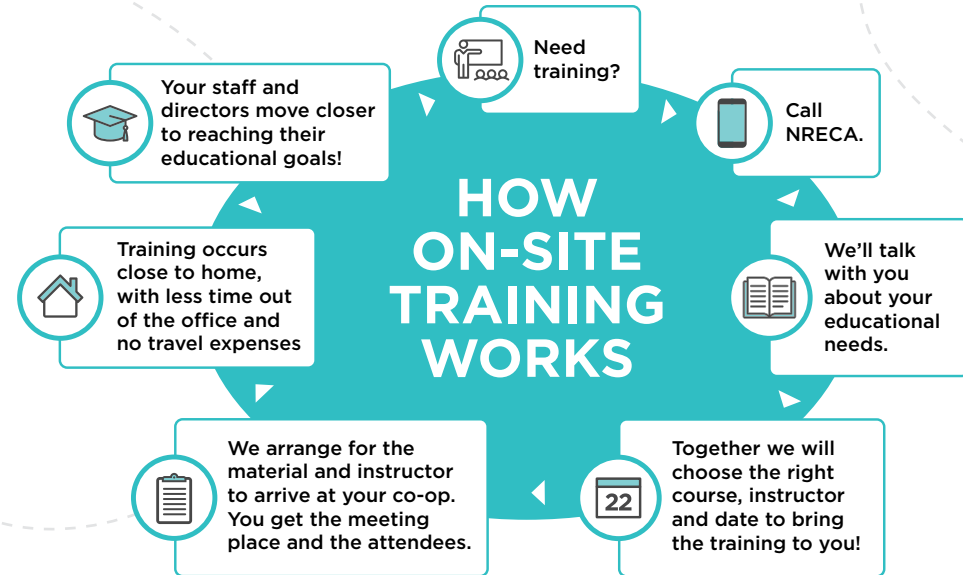 HOW
ON-SITE
TRAINING
WORKS
Need
training?
Call
NRECA.
We’ll talk
with you
about your
educational
needs.
Together we will
choose the right
course, instructor
and date to bring
the training to you!
22
We arrange for the
material and instructor
to arrive at your co-op.
You get the meeting
place and the attendees.
Training occurs
close to home,
with less time out
of the office and
no travel expenses
Your staff and
directors move closer
to reaching their
educational goals!